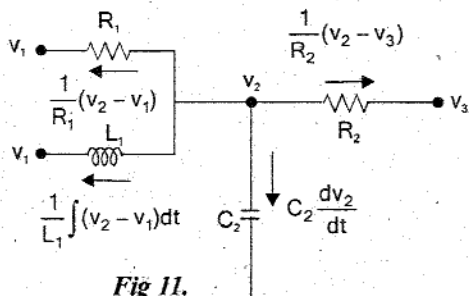 R₁
v₁
1/R₁ (v₂ – v₁)
L₁
v₁
1/L₁ ∫(v₂ – v₁)dt
1/R₂ (v₂ – v₃)
v₂
v₃
R₂
C₂
C₂ dv₂/dt
Fig 11.